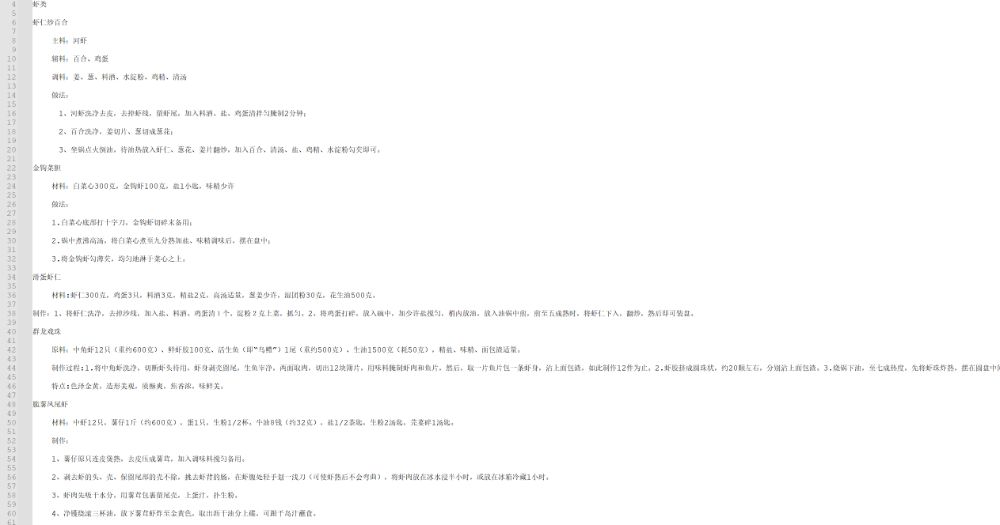 4 虾类
5
6 虾仁炒百合
7
8 主料：河虾
9
10 辅料：百合、鸡蛋
11
12 调料：姜、葱、料酒、水淀粉、鸡精、清汤
13
14 做法：
15
16 1、河虾洗净去皮，去掉虾线，留虾尾，加入料酒、盐、鸡蛋清拌匀腌制2分钟；
17
18 2、百合洗净，姜切片、葱切成葱花；
19
20 3、坐锅点火倒油，待油热放入虾仁、葱花、姜片翻炒，加入百合、清汤、盐、鸡精、水淀粉勾芡即可。
21
22 金钩菜胆
23
24 材料：白菜心300克，金钩虾100克，盐1小匙，味精少许
25
26 做法：
27
28 1.白菜心底部打十字刀，金钩虾切碎末备用；
29
30 2.锅中煮沸高汤，将白菜心煮至九分熟加盐、味精调味后，摆在盘中；
31
32 3.将金钩虾勾薄芡，均匀地淋于菜心之上。
33
34 滑蛋虾仁
35
36 材料:虾仁300克，鸡蛋3只，料酒3克，精盐2克，高汤适量，葱姜少许，湿团粉30克，花生油500克。
37
38 制作：1、将虾仁洗净，去掉沙线，加入盐、料酒、鸡蛋清1个，淀粉2克上浆，抓匀。2、将鸡蛋打碎，放入碗中，加少许盐搅匀，稍内放油，放入油锅中煎，煎至五成熟时，将虾仁下入，翻炒，熟后即可装盘。
39
40 群龙戏珠
41
42 原料：中角虾12只（重约600克）、鲜虾胶100克、活生鱼（即“乌鳢”）1尾（重约500克）、生油1500克（耗50克），精盐、味精、面包渣适量。
43
44 制作过程:1.将中角虾洗净，切断虾头待用，虾身剥壳留尾，生鱼宰净，两面取肉，切出12块薄片，用味料腌制虾肉和鱼片，然后，取一片鱼片包一条虾身，沾上面包渣，如此制作12件为止。2.虾胶挤成圆珠状，约20颗左右，分别沾上面包渣。3.烧锅下油，至七成热度，先将虾珠炸熟，摆在圆盘中间
45
46 特点:色泽金黄，造形美观，喷酥爽，焦香浓，味鲜美。
47
48 脆薯凤尾虾
49
50 材料：中虾12只，薯仔1斤（约600克），蛋1只，生粉1/2杯，牛油8钱（约32克），盐1/2茶匙，生粉2汤匙，芫荽碎1汤匙。
51
52 制作：
53
54 1、薯仔原只连皮煲熟，去皮压成薯茸，加入调味料搅匀备用。
55
56 2、剥去虾的头、壳，保留尾部的壳不除，挑去虾背的肠，在虾腹处轻手划一浅刀（可使虾熟后不会弯曲），将虾肉放在冰水浸半小时，或放在冰箱冷藏1小时。
57
58 3、虾肉先吸干水分，用薯茸包裹留尾壳，上蛋汁，扑生粉。
59
60 4、净镬烧滚三杯油，放下薯茸虾炸至金黄色，取出沥干油分上碟，可跟千岛汁蘸食。
61